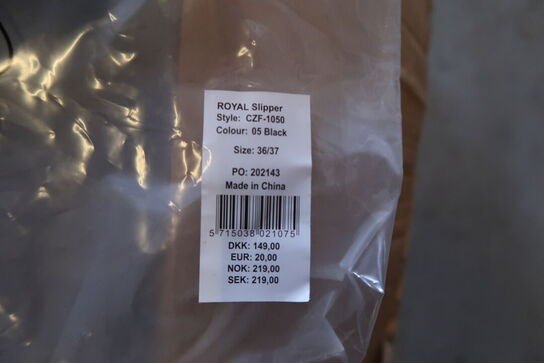 ROYAL Slipper
Style: CZF-1050
Colour: 05 Black
Size: 36/37
PO: 202143
Made in China
5 715038 021075
DKK: 149,00
EUR: 20,00
NOK: 219,00
SEK: 219,00